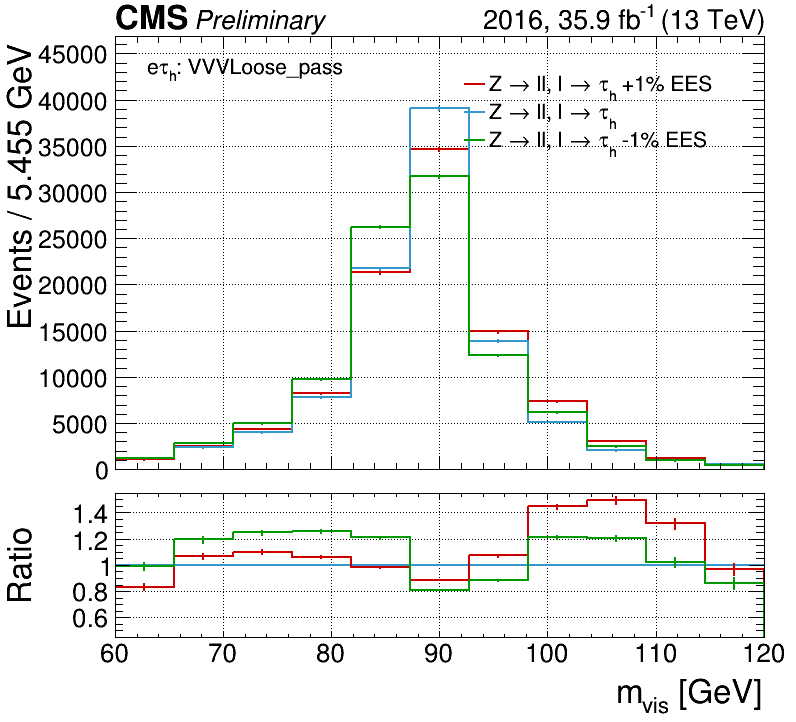 CMS Preliminary 2016, 35.9 fb-1 (13 TeV)
eτh: VVVLoose_pass
Z → ll, l → τh +1% EES
Z → ll, l → τh
Z → ll, l → τh -1% EES
Events / 5.455 GeV
45000
40000
35000
30000
25000
20000
15000
10000
5000
0
Ratio
1.4
1.2
1
0.8
0.6
60 70 80 90 100 110 120
mvis [GeV]